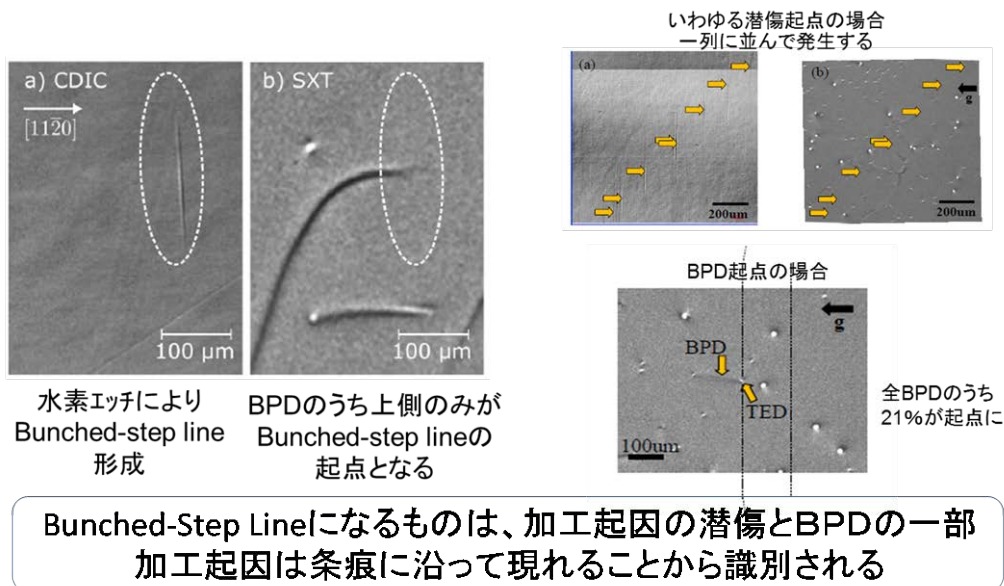 a) CDIC
[112̄0]
100 μm
b) SXT
100 μm
水素エッチにより
Bunched-step line
形成
BPDのうち上側のみが
Bunched-step lineの
起点となる
いわゆる潜傷起点の場合
一列に並んで発生する
(a)
200um
(b)
g
200um
BPD起点の場合
g
BPD
TED
100um
全BPDのうち
21%が起点に
Bunched-Step Lineになるものは、加工起因の潜傷とＢＰＤの一部
加工起因は条痕に沿って現れることから識別される